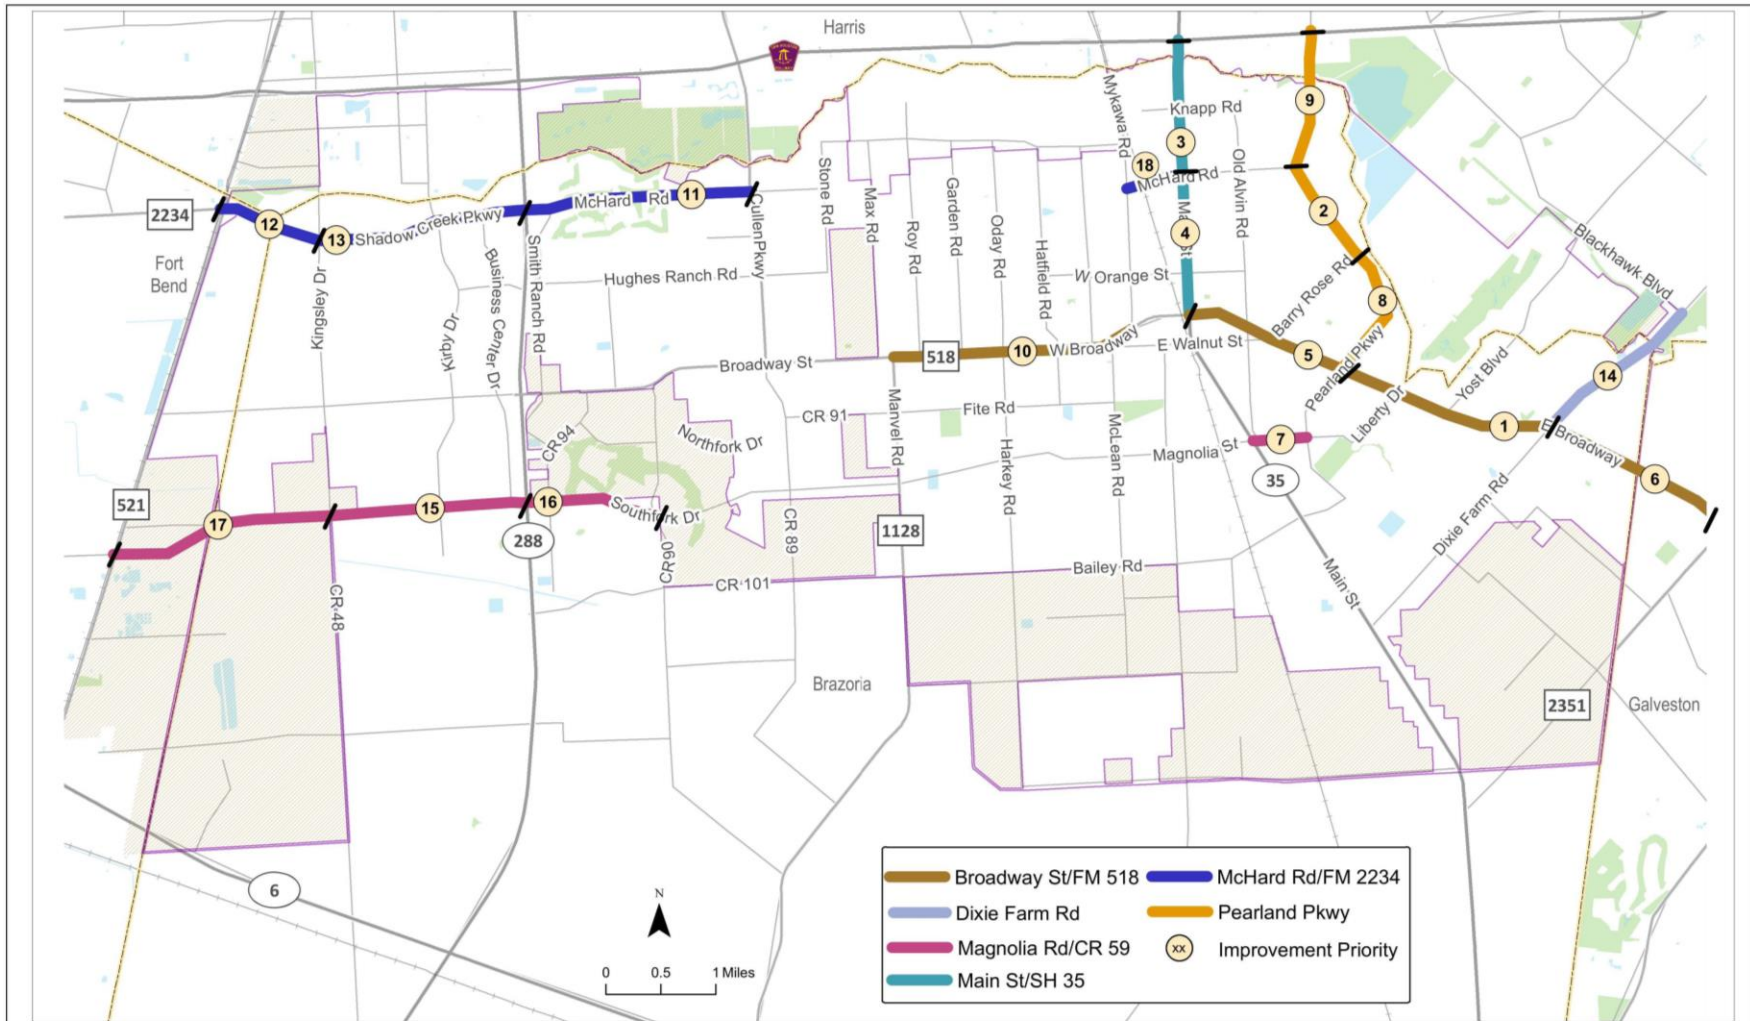 Harris
Knapp Rd
Mykawa Rd
9
3
18
McHard Rd
Old Alvin Rd
2234
12
13
Shadow Creek Pkwy
McHard Rd
11
Cullen Pkwy
Stone Rd
Max Rd
Roy Rd
Garden Rd
Oday Rd
Hatfield Rd
4
2
Blackhawk Blvd
Fort
Bend
Kingsley Dr
Kirby Dr
Business Center Dr
Smith Ranch Rd
Hughes Ranch Rd
W Orange St
Barry Rose Rd
8
Broadway St
518
10
W Broadway
E Walnut St
5
Pearland Pkwy
Liberty Dr
Yost Blvd
14
CR 91
Fite Rd
Manvel Rd
Harkey Rd
McLean Rd
Magnolia St
7
35
1
E Broadway
6
CR 94
Northfork Dr
521
17
15
16
Southfork Dr
288
CR 90
CR 89
1128
Dixie Farm Rd
CR 48
CR 101
Bailey Rd
Main St
Brazoria
2351
Galveston
6
N
0 0.5 1 Miles
Broadway St/FM 518
McHard Rd/FM 2234
Dixie Farm Rd
Pearland Pkwy
Magnolia Rd/CR 59
xx Improvement Priority
Main St/SH 35